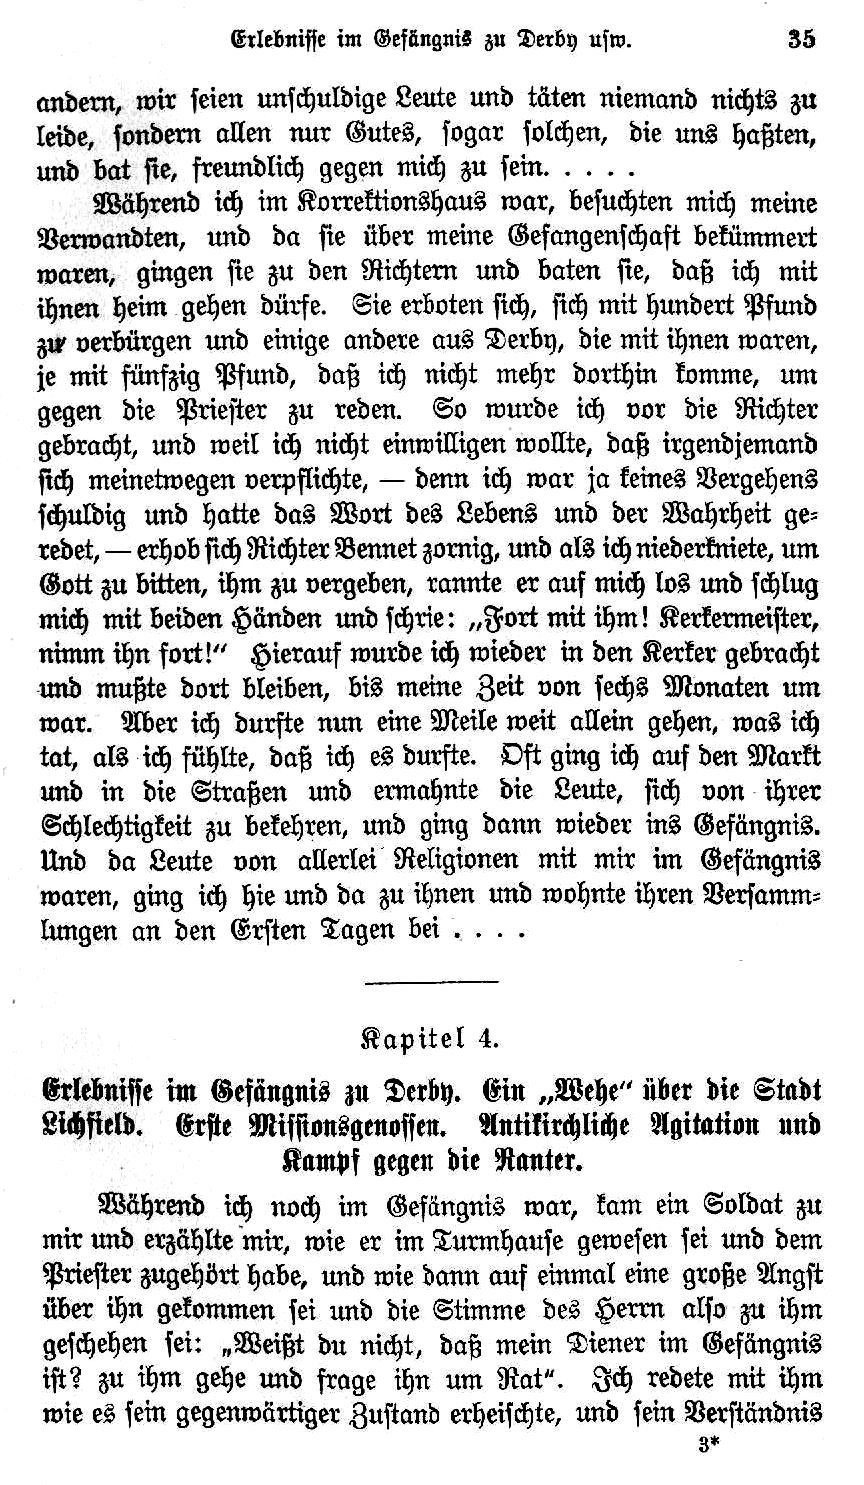 Erlebnisse im Gefängnis zu Derby usw. 35
andern, wir seien unschuldige Leute und täten niemand nichts zu
leide, sondern allen nur Gutes, sogar solchen, die uns haßten,
und bat sie, freundlich gegen mich zu sein. . . . .
Während ich im Korrektionshaus war, besuchten mich meine
Verwandten, und da sie über meine Gefangenschaft bekümmert
waren, gingen sie zu den Richtern und baten sie, daß ich mit
ihnen heim gehen dürfe. Sie erboten sich, sich mit hundert Pfund
zu verbürgen und einige andere aus Derby, die mit ihnen waren,
je mit fünfzig Pfund, daß ich nicht mehr dorthin komme, um
gegen die Priester zu reden. So wurde ich vor die Richter
gebracht, und weil ich nicht einwilligen wollte, daß irgendjemand
sich meinetwegen verpflichte, — denn ich war ja keines Vergehens
schuldig und hatte das Wort des Lebens und der Wahrheit ge-
redet, — erhob sich Richter Bennet zornig, und als ich niederkniete, um
Gott zu bitten, ihm zu vergeben, rannte er auf mich los und schlug
mich mit beiden Händen und schrie: „Fort mit ihm! Kerkermeister,
nimm ihn fort!“ Hierauf wurde ich wieder in den Kerker gebracht
und mußte dort bleiben, bis meine Zeit von sechs Monaten um
war. Aber ich durfte nun eine Meile weit allein gehen, was ich
tat, als ich fühlte, daß ich es durfte. Oft ging ich auf den Markt
und in die Straßen und ermahnte die Leute, sich von ihrer
Schlechtigkeit zu bekehren, und ging dann wieder ins Gefängnis.
Und da Leute von allerlei Religionen mit mir im Gefängnis
waren, ging ich hie und da zu ihnen und wohnte ihren Versamm-
lungen an den Ersten Tagen bei . . . .
Kapitel 4.
Erlebnisse im Gefängnis zu Derby. Ein „Wehe“ über die Stadt
Lichfield. Erste Missionsgenossen. Antikirchliche Agitation und
Kampf gegen die Ranter.
Während ich noch im Gefängnis war, kam ein Soldat zu
mir und erzählte mir, wie er im Turmhause gewesen sei und dem
Priester zugehört habe, und wie dann auf einmal eine große Angst
über ihn gekommen sei und die Stimme des Herrn also zu ihm
geschehen sei: „Weißt du nicht, daß mein Diener im Gefängnis
ist? zu ihm gehe und frage ihn um Rat“. Ich redete mit ihm
wie es sein gegenwärtiger Zustand erheischte, und sein Verständnis
3*